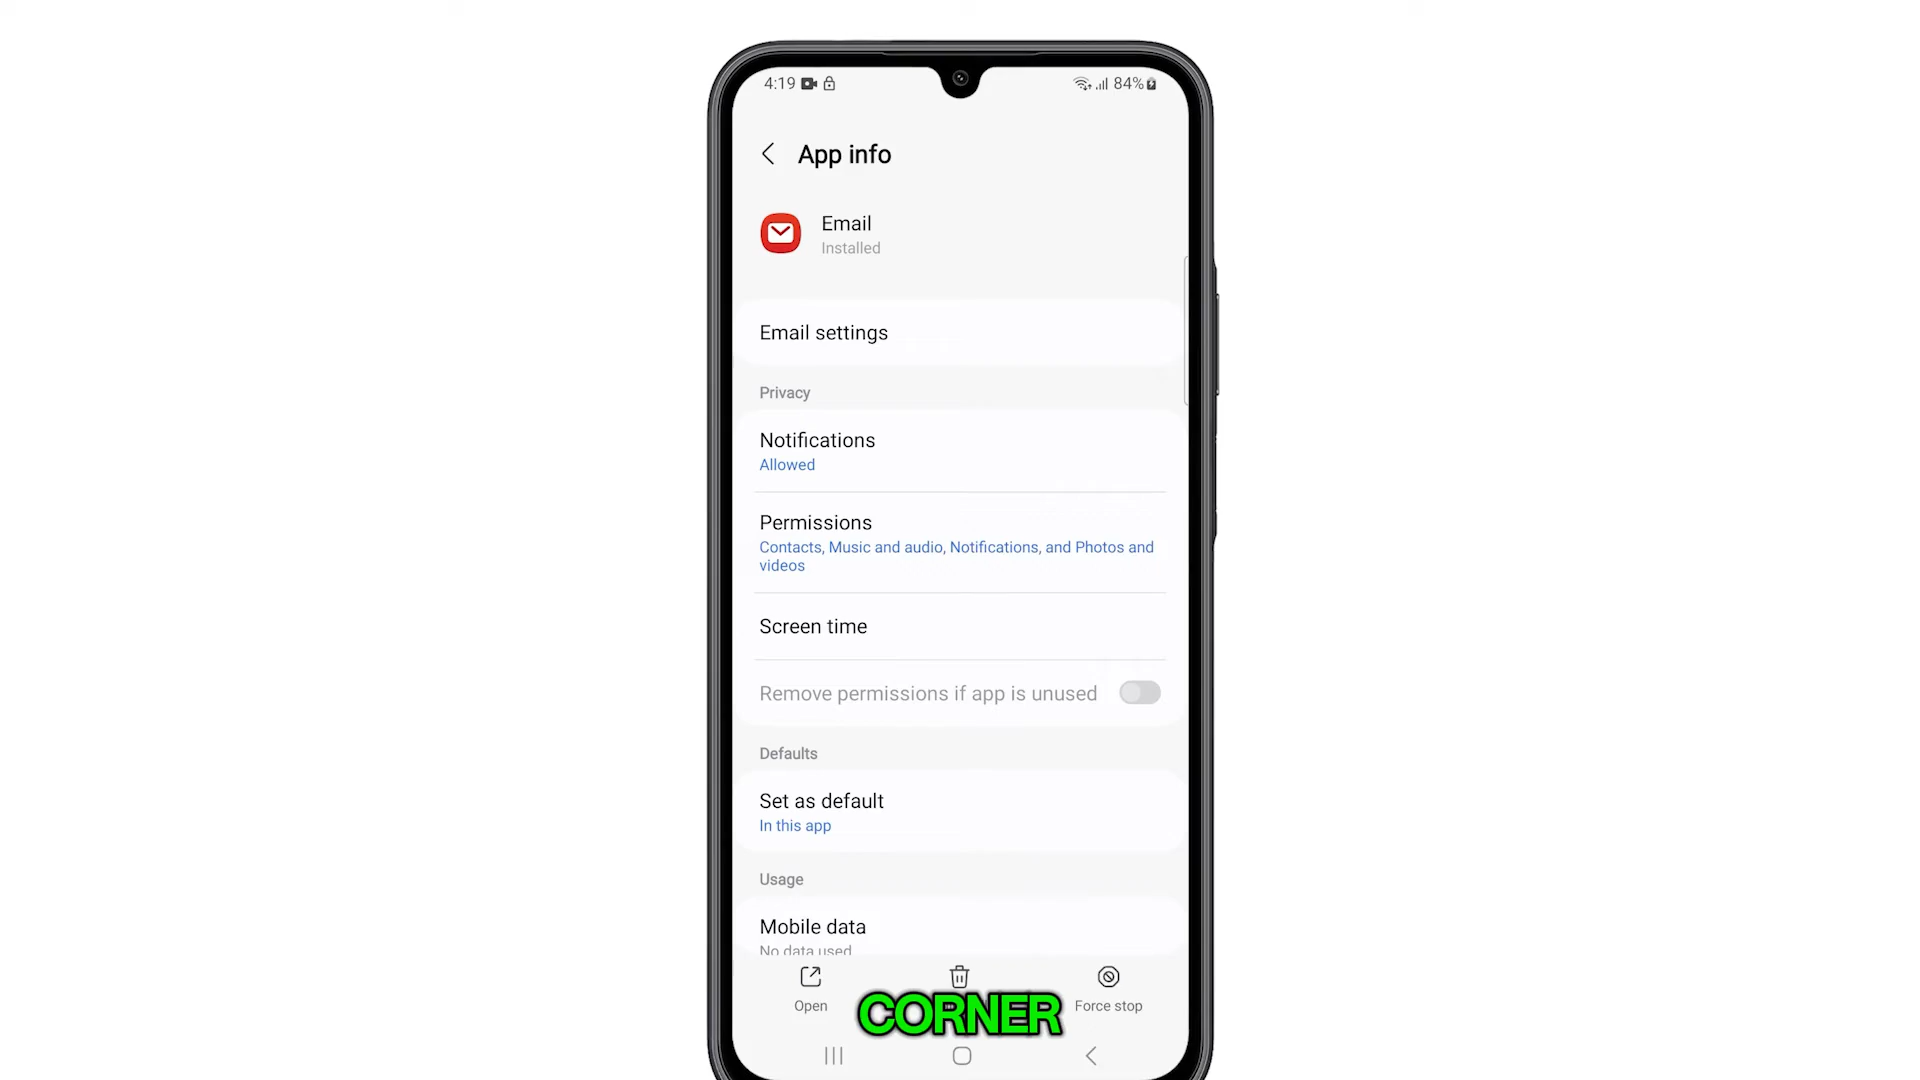 4:19 84%
App info
Email
Installed
Email settings
Privacy
Notifications
Allowed
Permissions
Contacts, Music and audio, Notifications, and Photos and
videos
Screen time
Remove permissions if app is unused
Defaults
Set as default
In this app
Usage
Mobile data
No data used
Open
CORNER
Force stop